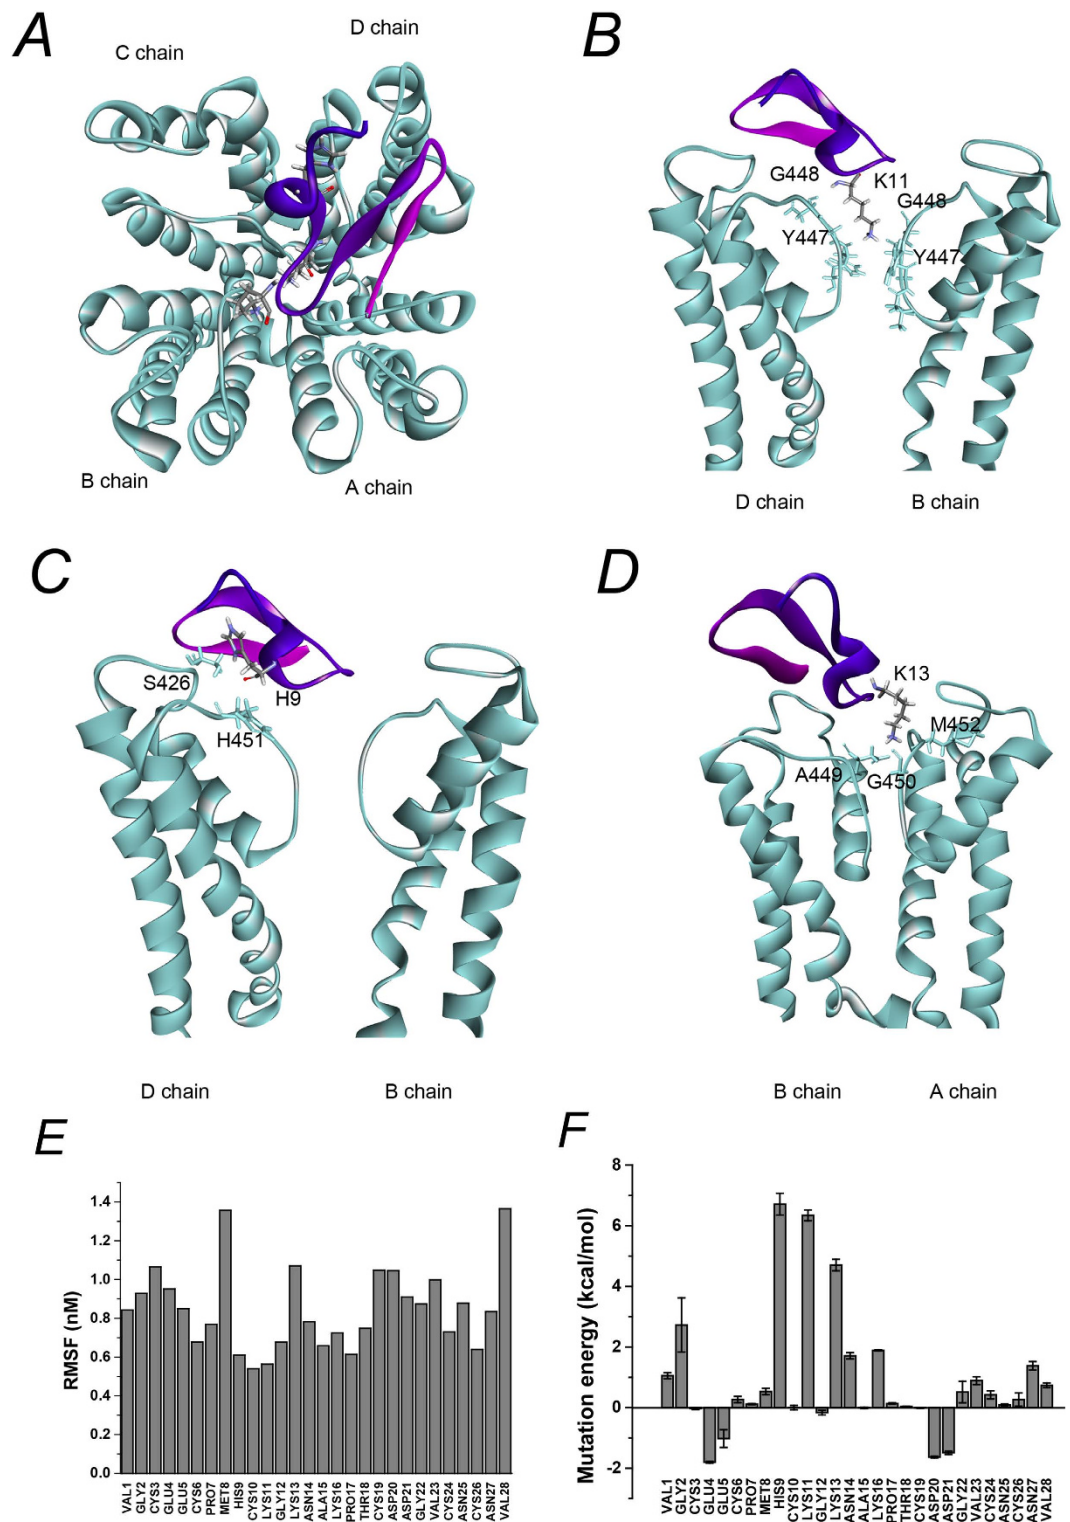 A
C chain
D chain
B chain
A chain
B
G448
K11
G448
Y447
Y447
D chain
B chain
C
S426
H9
H451
D chain
B chain
D
K13
M452
A449
G450
B chain
A chain
E
RMSF (nM)
1.4
1.2
1.0
0.8
0.6
0.4
0.2
0.0
VAL1
GLY2
CYS3
GLU4
GLU5
CYS6
PRO7
MET8
HIS9
CYS10
LYS11
GLY12
LYS13
ASN14
ALA15
LYS16
PRO17
THR18
CYS19
ASP20
ASP21
GLY22
VAL23
CYS24
ASN25
CYS26
ASN27
VAL28
F
Mutation energy (kcal/mol)
8
6
4
2
0
-2
VAL1
GLY2
CYS3
GLU4
GLU5
CYS6
PRO7
MET8
HIS9
CYS10
LYS11
GLY12
LYS13
ASN14
ALA15
LYS16
PRO17
THR18
CYS19
ASP20
ASP21
GLY22
VAL23
CYS24
ASN25
CYS26
ASN27
VAL28